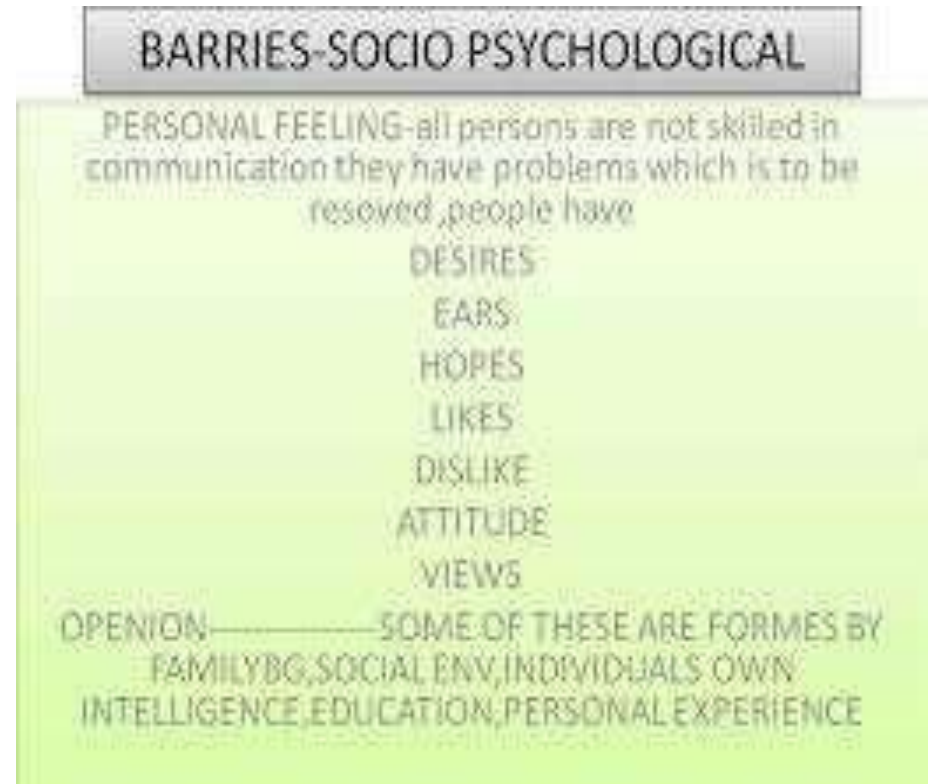 BARRIES-SOCIO PSYCHOLOGICAL
PERSONAL FEELING-all persons are not skilled in
communication they have problems which is to be
resoved ,people have
DESIRES
EARS
HOPES
LIKES
DISLIKE
ATTITUDE
VIEWS
OPENION---------------SOME OF THESE ARE FORMES BY
FAMILYBG,SOCIAL ENV,INDIVIDUALS OWN
INTELLIGENCE,EDUCATION,PERSONAL EXPERIENCE